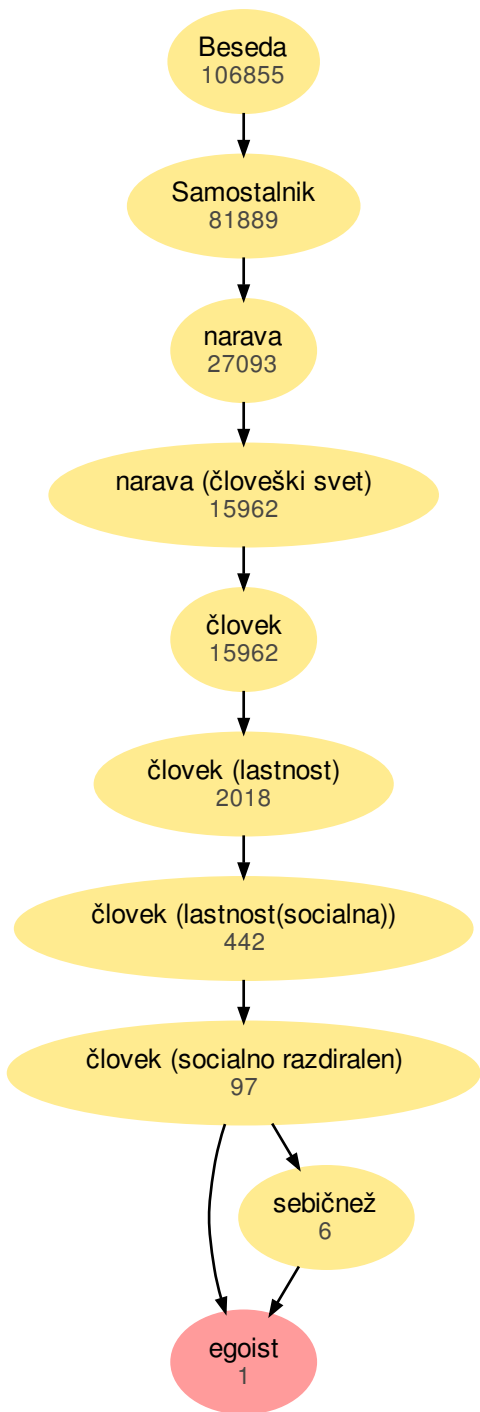 Beseda
106855
Samostalnik
81889
narava
27093
narava (človeški svet)
15962
človek
15962
človek (lastnost)
2018
človek (lastnost(socialna))
442
človek (socialno razdiralen)
97
sebičnež
6
egoist
1